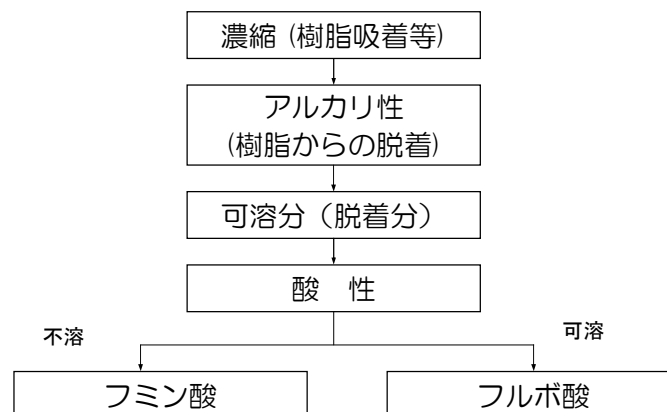 濃縮 (樹脂吸着等)
アルカリ性
(樹脂からの脱着)
可溶分（脱着分）
酸　性
不溶
可溶
フミン酸
フルボ酸